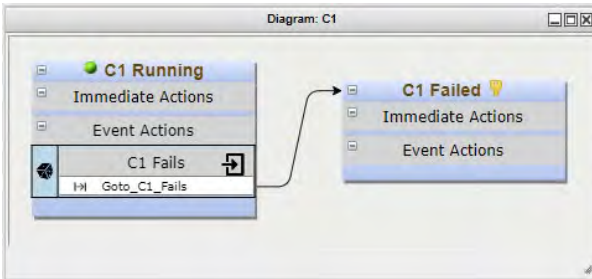 Diagram: C1
C1 Running
Immediate Actions
Event Actions
C1 Fails
Goto_C1_Fails
C1 Failed
Immediate Actions
Event Actions